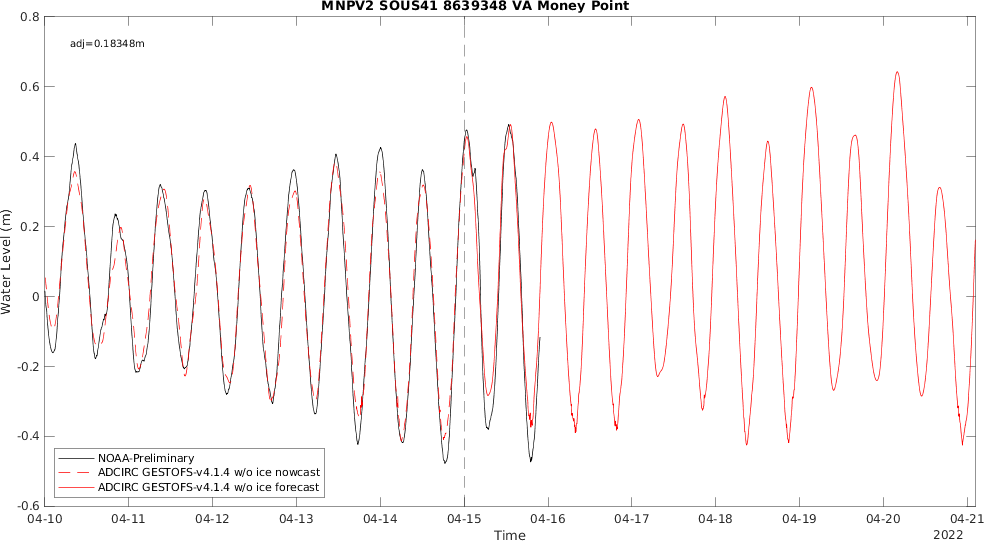 MNPV2 SOUS41 8639348 VA Money Point
adj=0.18348m
0.8
0.6
0.4
0.2
0
-0.2
-0.4
-0.6
Water Level (m)
NOAA-Preliminary
ADCIRC GESTOFS-v4.1.4 w/o ice nowcast
ADCIRC GESTOFS-v4.1.4 w/o ice forecast
04-10 04-11 04-12 04-13 04-14 04-15 04-16 04-17 04-18 04-19 04-20 04-21
Time
2022